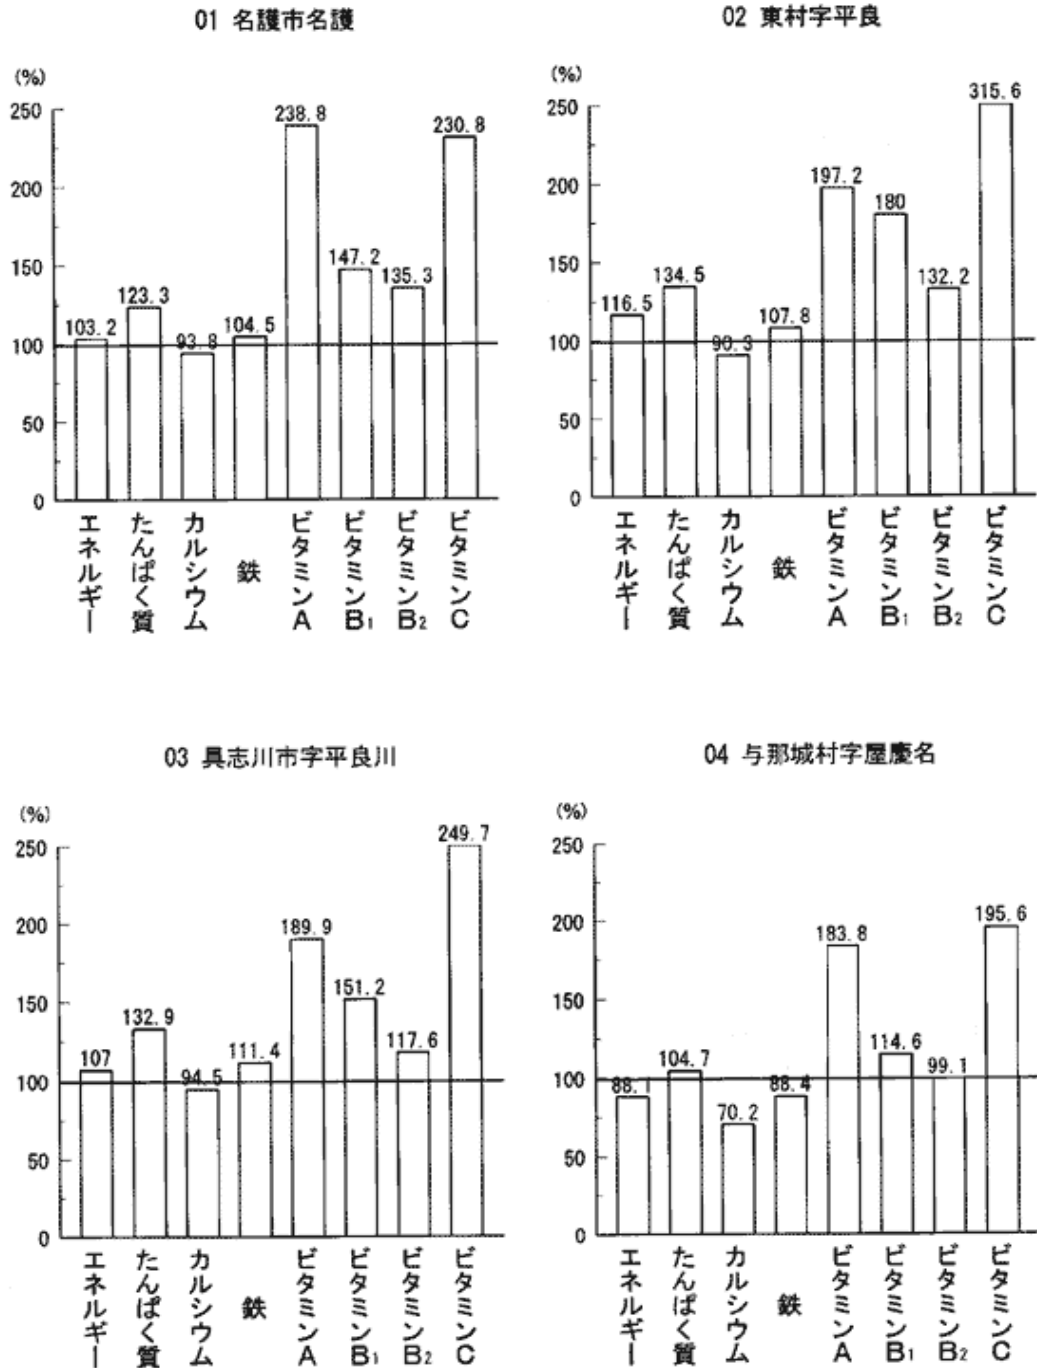 01 名護市名護
(%)
250
200
150
100
50
0
103.2
123.3
93.8
104.5
238.8
147.2
135.3
230.8
エネルギー
たんぱく質
カルシウム
鉄
ビタミンA
ビタミンB₁
ビタミンB₂
ビタミンC
02 東村字平良
(%)
250
200
150
100
50
0
116.5
134.5
90.3
107.8
197.2
180
132.2
315.6
エネルギー
たんぱく質
カルシウム
鉄
ビタミンA
ビタミンB₁
ビタミンB₂
ビタミンC
03 具志川市字平良川
(%)
250
200
150
100
50
0
107
132.9
94.5
111.4
189.9
151.2
117.6
249.7
エネルギー
たんぱく質
カルシウム
鉄
ビタミンA
ビタミンB₁
ビタミンB₂
ビタミンC
04 与那城村字屋慶名
(%)
250
200
150
100
50
0
88.1
104.7
70.2
88.4
183.8
114.6
99.1
195.6
エネルギー
たんぱく質
カルシウム
鉄
ビタミンA
ビタミンB₁
ビタミンB₂
ビタミンC